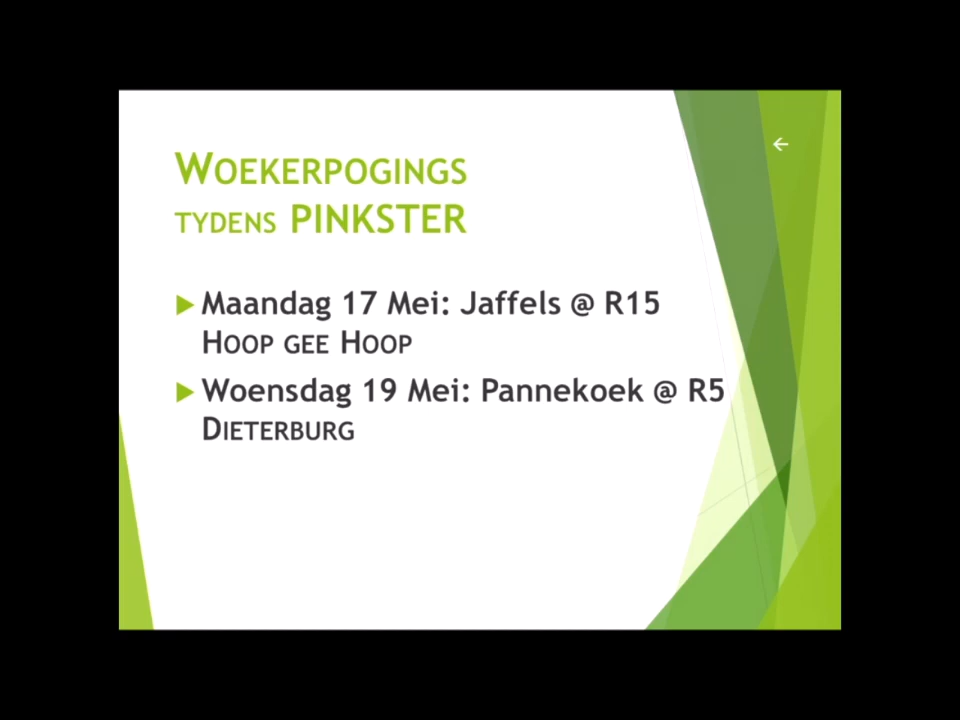 WOEKERPOGINGS
TYDENS PINKSTER
Maandag 17 Mei: Jaffels @ R15
HOOP GEE HOOP
Woensdag 19 Mei: Pannekoek @ R5
DIETERBURG